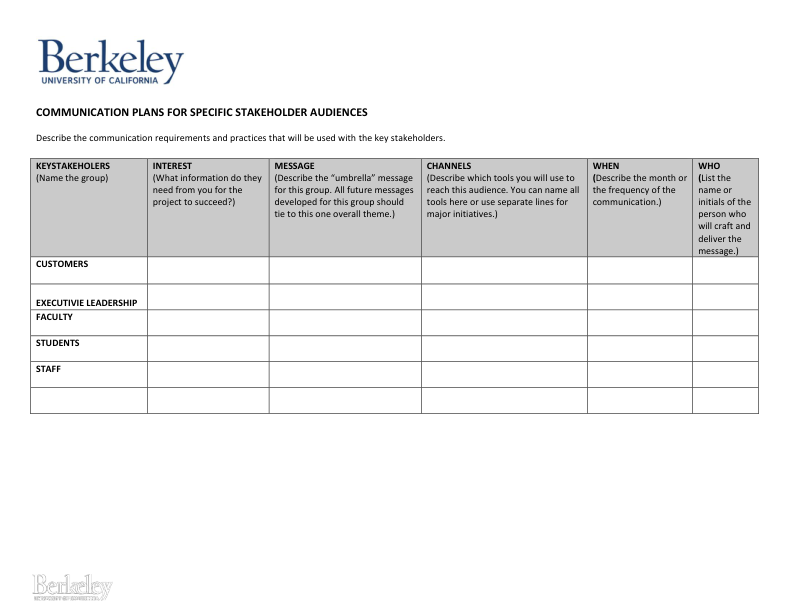 Berkeley
UNIVERSITY OF CALIFORNIA
COMMUNICATION PLANS FOR SPECIFIC STAKEHOLDER AUDIENCES
Describe the communication requirements and practices that will be used with the key stakeholders.
KEYSTAKEHOLERS
(Name the group)
INTEREST
(What information do they
need from you for the
project to succeed?)
MESSAGE
(Describe the “umbrella” message
for this group. All future messages
developed for this group should
tie to this one overall theme.)
CHANNELS
(Describe which tools you will use to
reach this audience. You can name all
tools here or use separate lines for
major initiatives.)
WHEN
(Describe the month or
the frequency of the
communication.)
WHO
(List the
name or
initials of the
person who
will craft and
deliver the
message.)
CUSTOMERS
EXECUTIVIE LEADERSHIP
FACULTY
STUDENTS
STAFF
Berkeley